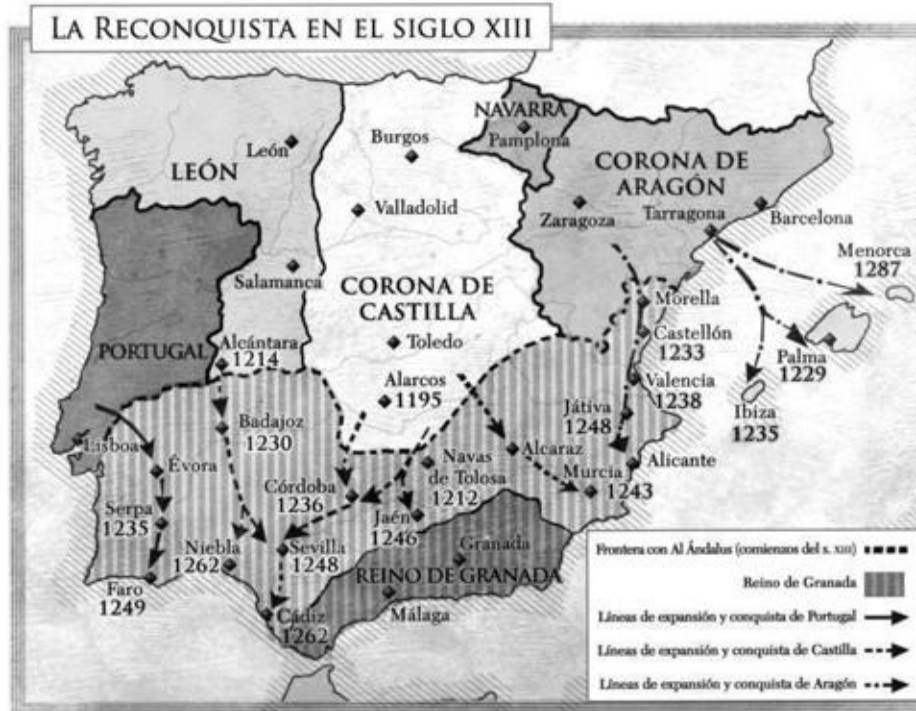 LA RECONQUISTA EN EL SIGLO XIII
NAVARRA
Pamplona
León
LEÓN
Burgos
CORONA DE
ARAGÓN
Valladolid
Zaragoza
Tarragona
Barcelona
Menorca
1287
Salamanca
CORONA DE
CASTILLA
Morella
Castellón
1233
PORTUGAL
Alcántara
1214
Toledo
Palma
1229
Alarcos
1195
Valencia
1238
Ibiza
1235
Badajoz
1230
Játiva
1248
Lisboa
Évora
Navas
de Tolosa
1212
Alcaraz
Alicante
Murcia
1243
Córdoba
1236
Serpa
1235
Jaén
1246
Niebla
1262
Sevilla
1248
Granada
REINO DE GRANADA
Faro
1249
Cádiz
1262
Málaga
Frontera con Al Ándalus (comienzos del s. XIII)
Reino de Granada
Líneas de expansión y conquista de Portugal
Líneas de expansión y conquista de Castilla
Líneas de expansión y conquista de Aragón